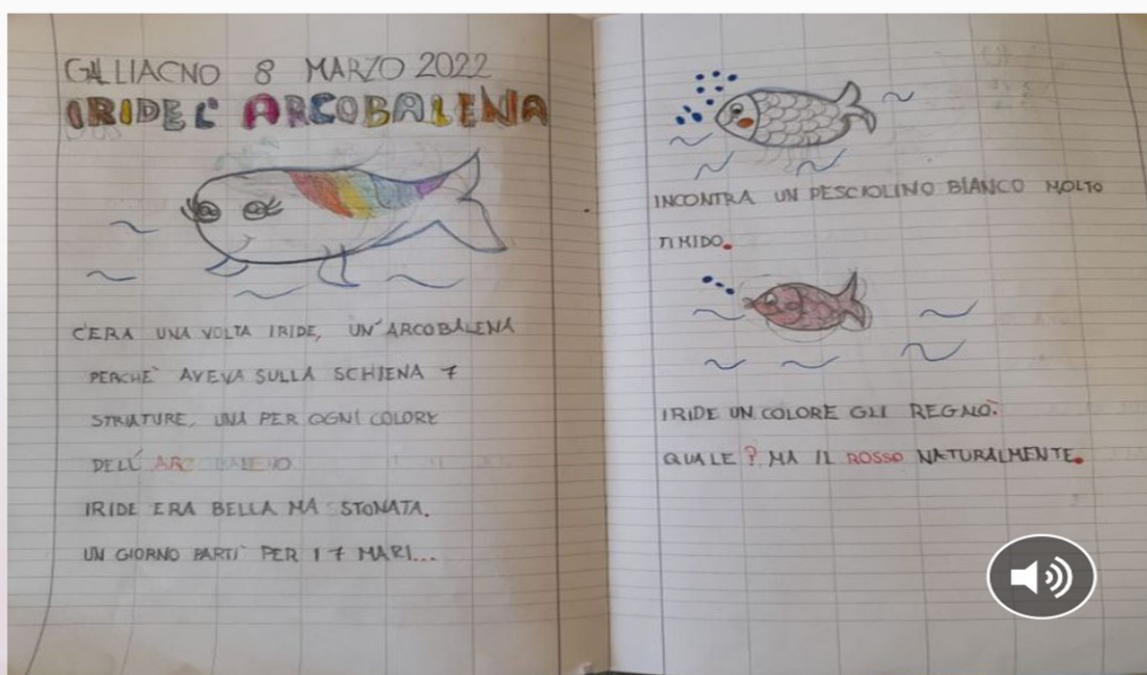 GALLIACNO 8 MARZO 2022
IRIDE L' ARCOBALENA
C'ERA UNA VOLTA IRIDE, UN'ARCOBALENA
PERCHE' AVEVA SULLA SCHIENA 7
STRIATURE, UNA PER OGNI COLORE
DELL'ARCOBALENO
IRIDE ERA BELLA MA STONATA.
UN GIORNO PARTI' PER I 7 MARI...
INCONTRA UN PESCIOLINO BIANCO MOLTO
TIMIDO.
IRIDE UN COLORE GLI REGALÒ.
QUALE? MA IL ROSSO NATURALMENTE.